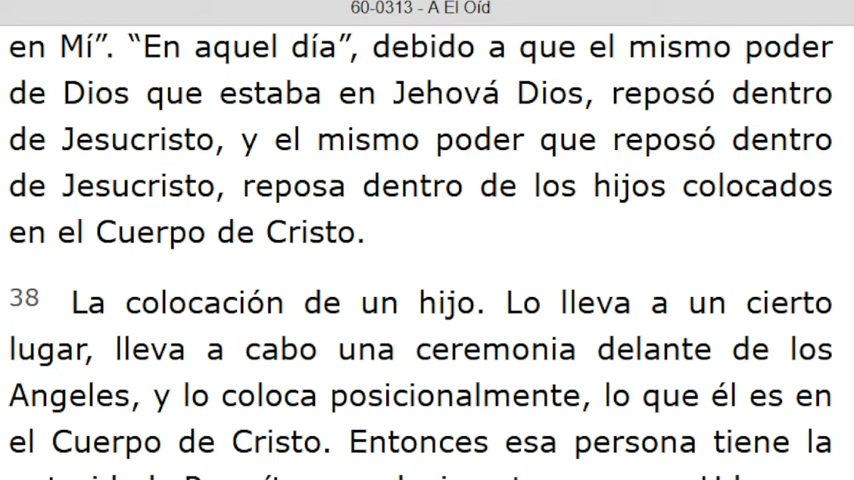 60-0313 - A El Oíd
en Mí”. “En aquel día”, debido a que el mismo poder
de Dios que estaba en Jehová Dios, reposó dentro
de Jesucristo, y el mismo poder que reposó dentro
de Jesucristo, reposa dentro de los hijos colocados
en el Cuerpo de Cristo.
38 La colocación de un hijo. Lo lleva a un cierto
lugar, lleva a cabo una ceremonia delante de los
Angeles, y lo coloca posicionalmente, lo que él es en
el Cuerpo de Cristo. Entonces esa persona tiene la